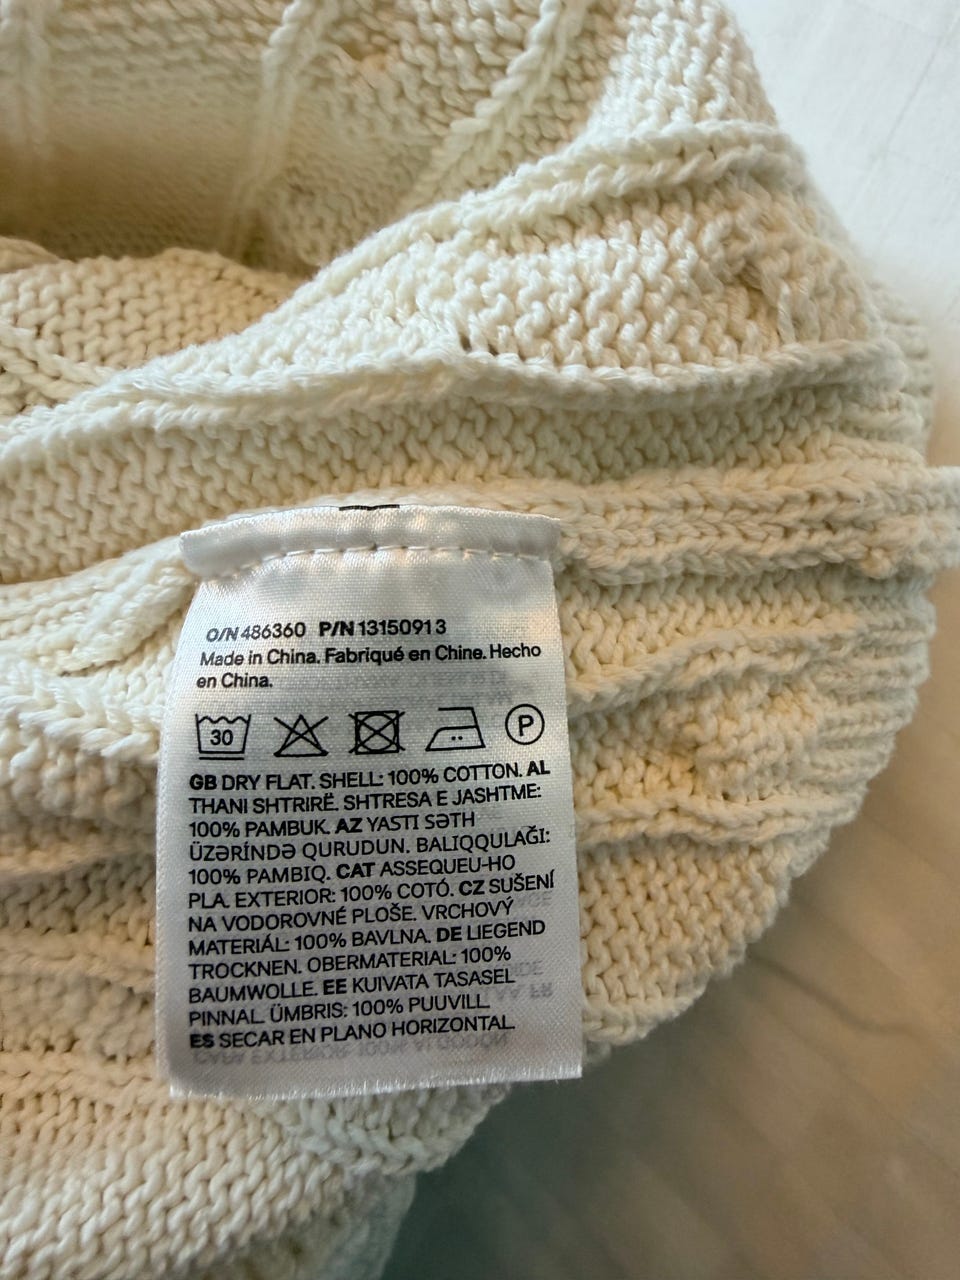 O/N 486360 P/N 13150913
Made in China. Fabriqué en Chine. Hecho
en China.
30 P
GB DRY FLAT. SHELL: 100% COTTON. AL
THANI SHTRIRË. SHTRESA E JASHTME:
100% PAMBUK. AZ YASTI SƏTH
ÜZƏRİNDƏ QURUDUN. BALIQQULAĞI:
100% PAMBIQ. CAT ASSEQUEU-HO
PLA. EXTERIOR: 100% COTÓ. CZ SUŠENÍ
NA VODOROVNÉ PLOŠE. VRCHOVÝ
MATERIÁL: 100% BAVLNA. DE LIEGEND
TROCKNEN. OBERMATERIAL: 100%
BAUMWOLLE. EE KUIVATA TASASEL
PINNAL. ÜMBRIS: 100% PUUVILL.
ES SECAR EN PLANO HORIZONTAL.